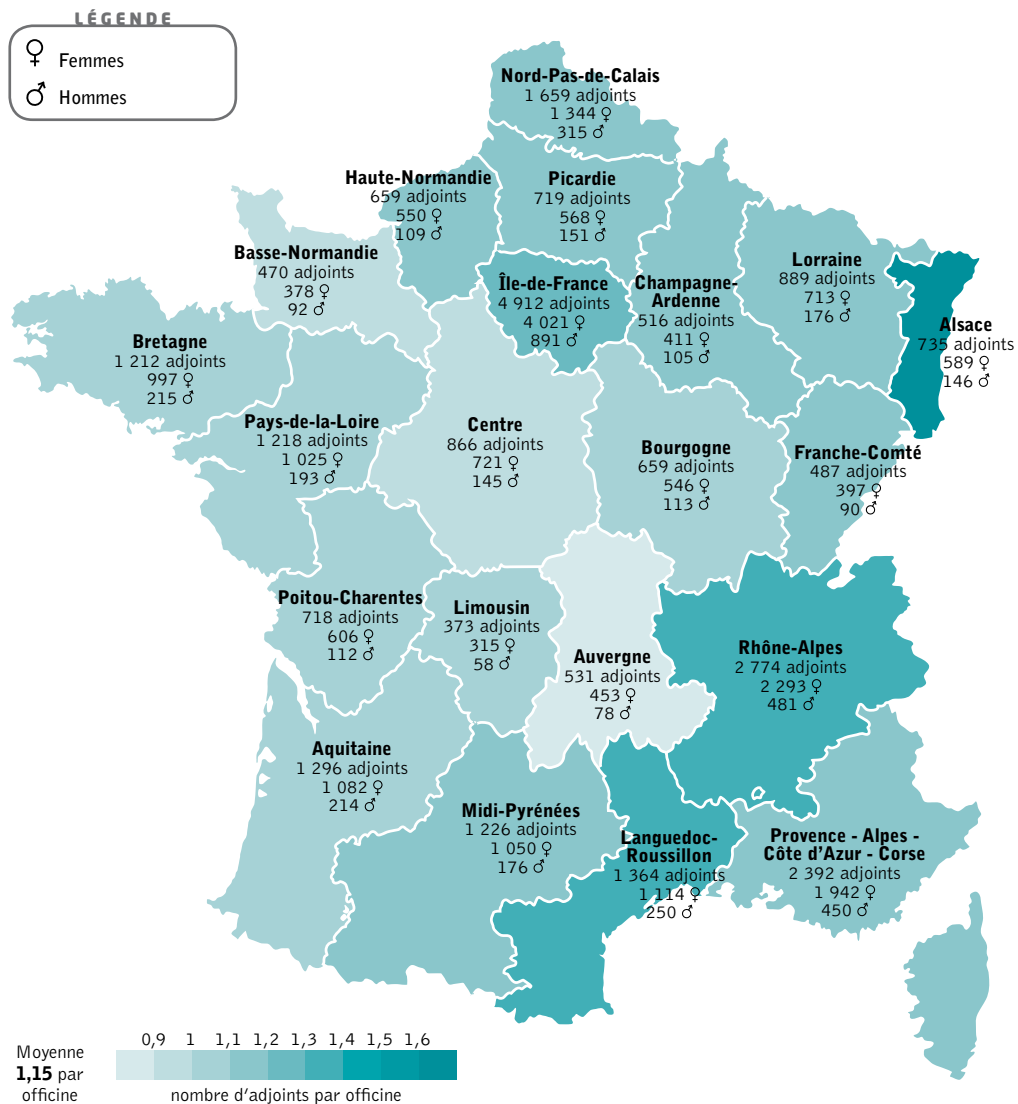 LÉGENDE
♀ Femmes
♂ Hommes
Nord-Pas-de-Calais
1 659 adjoints
1 344 ♀
315 ♂
Haute-Normandie
659 adjoints
550 ♀
109 ♂
Picardie
719 adjoints
568 ♀
151 ♂
Basse-Normandie
470 adjoints
378 ♀
92 ♂
Île-de-France
4 912 adjoints
4 021 ♀
891 ♂
Champagne-
Ardenne
516 adjoints
411 ♀
105 ♂
Lorraine
889 adjoints
713 ♀
176 ♂
Alsace
735 adjoints
589 ♀
146 ♂
Bretagne
1 212 adjoints
997 ♀
215 ♂
Pays-de-la-Loire
1 218 adjoints
1 025 ♀
193 ♂
Centre
866 adjoints
721 ♀
145 ♂
Bourgogne
659 adjoints
546 ♀
113 ♂
Franche-Comté
487 adjoints
397 ♀
90 ♂
Poitou-Charentes
718 adjoints
606 ♀
112 ♂
Limousin
373 adjoints
315 ♀
58 ♂
Auvergne
531 adjoints
453 ♀
78 ♂
Rhône-Alpes
2 774 adjoints
2 293 ♀
481 ♂
Aquitaine
1 296 adjoints
1 082 ♀
214 ♂
Midi-Pyrénées
1 226 adjoints
1 050 ♀
176 ♂
Languedoc-
Roussillon
1 364 adjoints
1 114 ♀
250 ♂
Provence - Alpes -
Côte d'Azur - Corse
2 392 adjoints
1 942 ♀
450 ♂
Moyenne
1,15 par
officine
0,9 1 1,1 1,2 1,3 1,4 1,5 1,6
nombre d'adjoints par officine